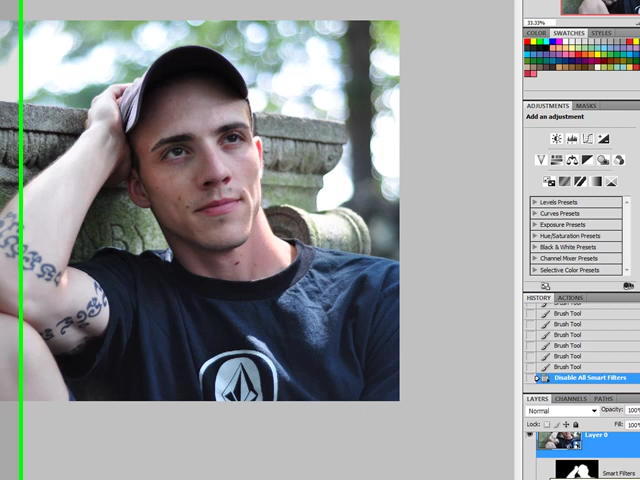 33.33%
COLOR SWATCHES STYLES
ADJUSTMENTS MASKS
Add an adjustment
Levels Presets
Curves Presets
Exposure Presets
Hue/Saturation Presets
Black & White Presets
Channel Mixer Presets
Selective Color Presets
HISTORY ACTIONS
Brush Tool
Brush Tool
Brush Tool
Brush Tool
Brush Tool
Brush Tool
Disable All Smart Filters
LAYERS CHANNELS PATHS
Normal Opacity: 100%
Lock: Fill: 100%
Layer 0
Smart Filters